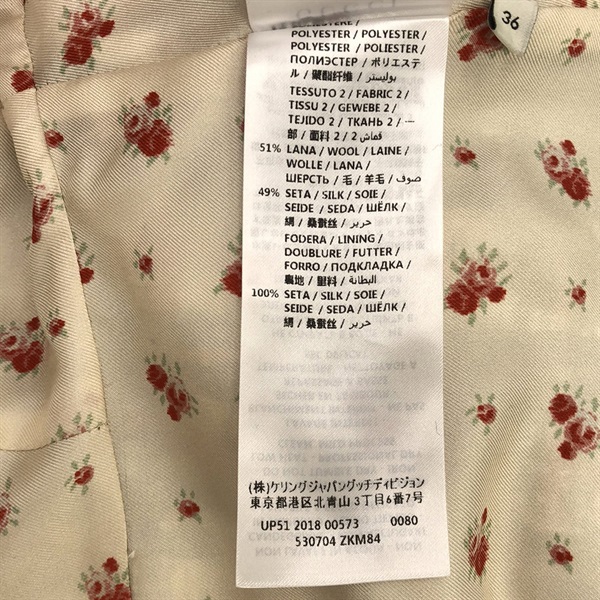 36
POLIESTERE /
POLYESTER / POLYESTER /
POLYESTER / POLIESTER /
ПОЛИЭСТЕР / ポリエステ
ル / 聚酯纤维 / بوليستر
TESSUTO 2 / FABRIC 2 /
TISSU 2 / GEWEBE 2 /
TEJIDO 2 / ТКАНЬ 2 / 一
部 / 面料 2 / 2 قماش
51% LANA / WOOL / LAINE /
WOLLE / LANA /
ШЕРСТЬ / 毛 / 羊毛 / صوف
49% SETA / SILK / SOIE /
SEIDE / SEDA / ШЁЛК /
絹 / 桑蚕丝 / حرير
FODERA / LINING /
DOUBLURE / FUTTER /
FORRO / ПОДКЛАДКА /
裏地 / 里料 / البطانة
100% SETA / SILK / SOIE /
SEIDE / SEDA / ШЁЛК /
絹 / 桑蚕丝 / حرير
(株)ケリングジャパングッチディビジョン
東京都港区北青山 3丁目6番7号
UP51 2018 00573 0080
530704 ZKM84